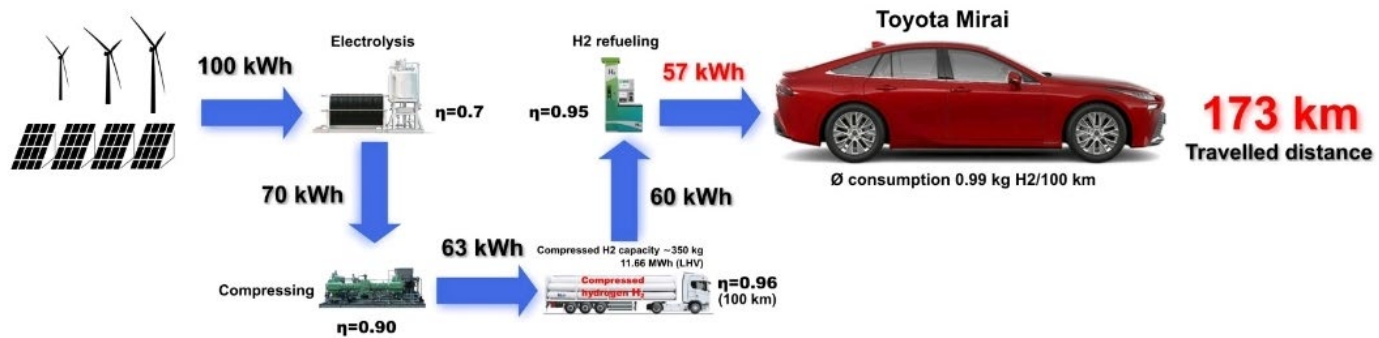 100 kWh
Electrolysis
η=0.7
70 kWh
Compressing
η=0.90
63 kWh
Compressed H2 capacity ~350 kg
11.66 MWh (LHV)
Compressed
hydrogen H₂
η=0.96
(100 km)
60 kWh
H2 refueling
H₂
η=0.95
57 kWh
Toyota Mirai
Ø consumption 0.99 kg H2/100 km
173 km
Travelled distance